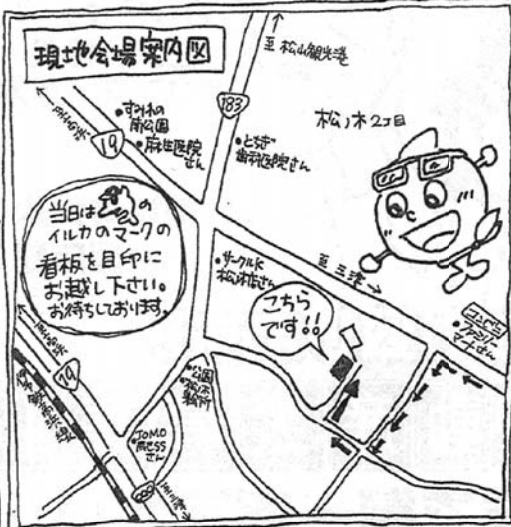 現地会場案内図
至 松山観光港
183
松ノ木2丁目
19
すみれの
南公園
麻生医院
さん
とちぎ
歯科医院さん
当日はの
イルカのマークの
看板を目印に
お越し下さい。
お待ちしております。
サークルK
松ノ木店さん
至 三津→
こちら
です!!
コンビニ
ファミリー
マートさん
19
公園
JOMO
SS
さん